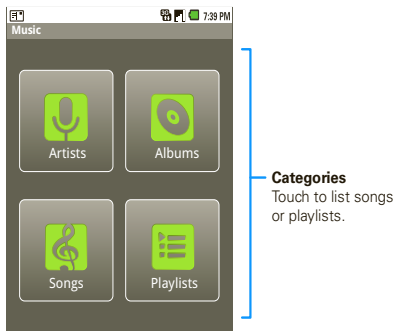 7:39 PM
Music
Artists
Albums
Songs
Playlists
Categories
Touch to list songs
or playlists.